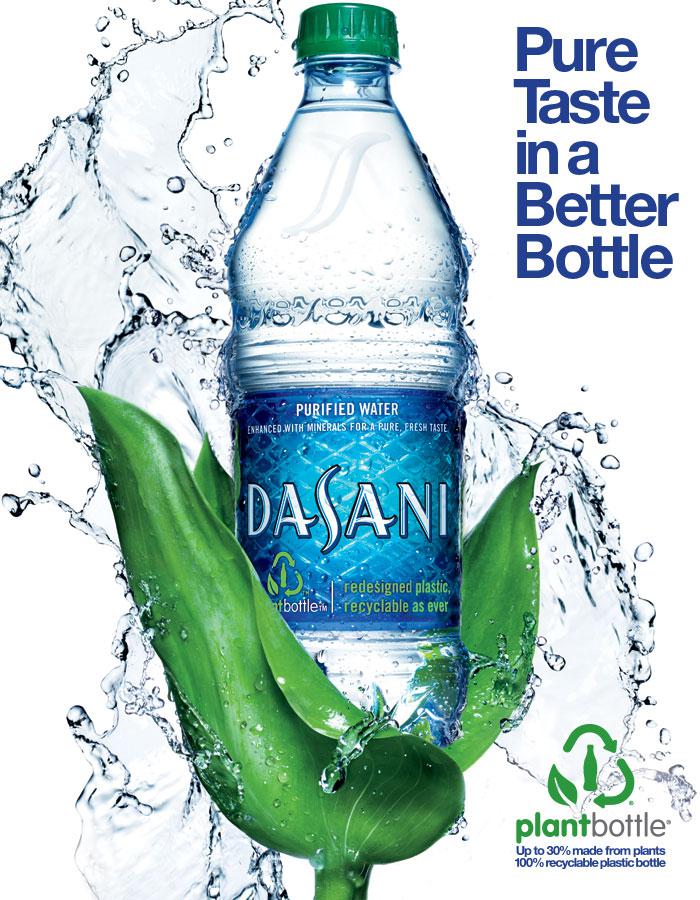 Pure
Taste
in a
Better
Bottle
PURIFIED WATER
ENHANCED WITH MINERALS FOR A PURE, FRESH TASTE
DASANI
tbottle™
redesigned plastic,
recyclable as ever
plantbottle®
Up to 30% made from plants
100% recyclable plastic bottle